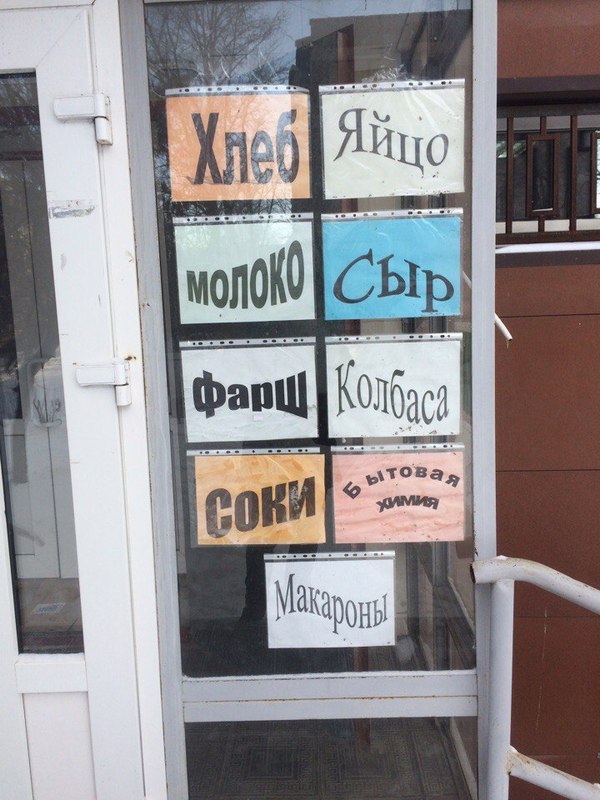 Хлеб
Яйцо
молоко
Сыр
Фарш
Колбаса
соки
Бытовая
химия
Макароны